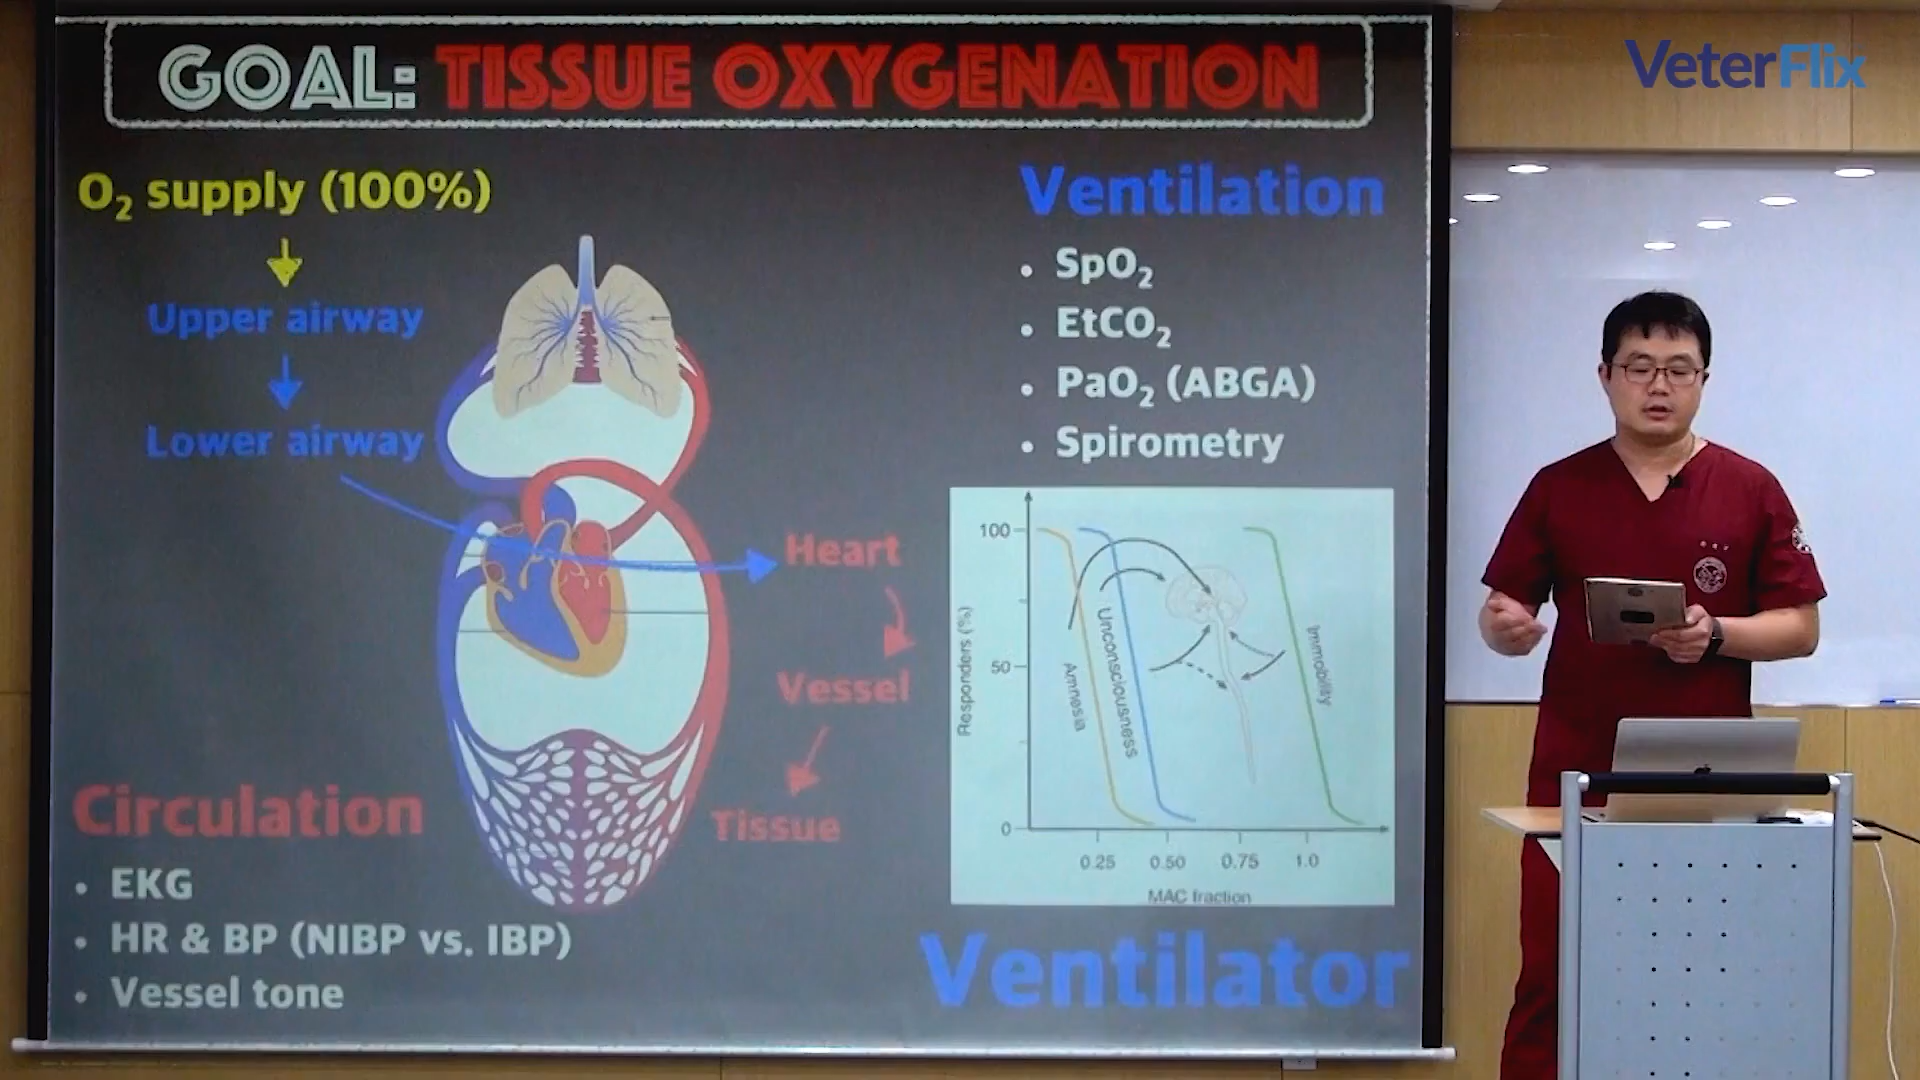 GOAL: TISSUE OXYGENATION
VeterFlix
O₂ supply (100%)
Upper airway
Lower airway
Heart
Vessel
Tissue
Circulation
• EKG
• HR & BP (NIBP vs. IBP)
• Vessel tone
Ventilation
• SpO₂
• EtCO₂
• PaO₂ (ABGA)
• Spirometry
Responders (%)
100
50
0
Amnesia
Unconsciousness
Immobility
0.25 0.50 0.75 1.0
MAC fraction
Ventilator